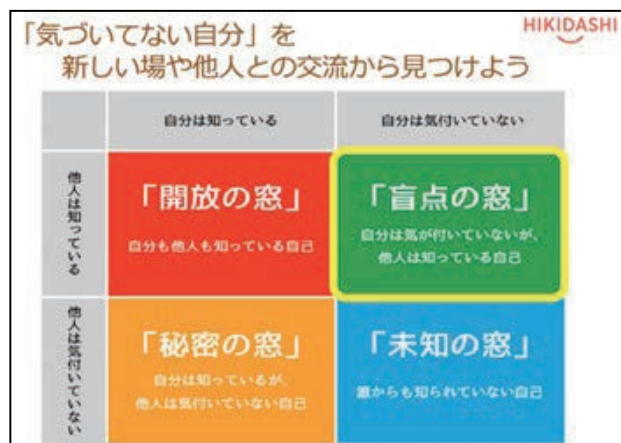 「気づいてない自分」を
HIKIDASHI
新しい場や他人との交流から見つけよう
自分は知っている
自分は気付いていない
他人は知っている
「開放の窓」
自分も他人も知っている自己
「盲点の窓」
自分は気が付いていないが、
他人は知っている自己
他人は気付いていない
「秘密の窓」
自分は知っているが、
他人は気付いていない自己
「未知の窓」
誰からも知られていない自己